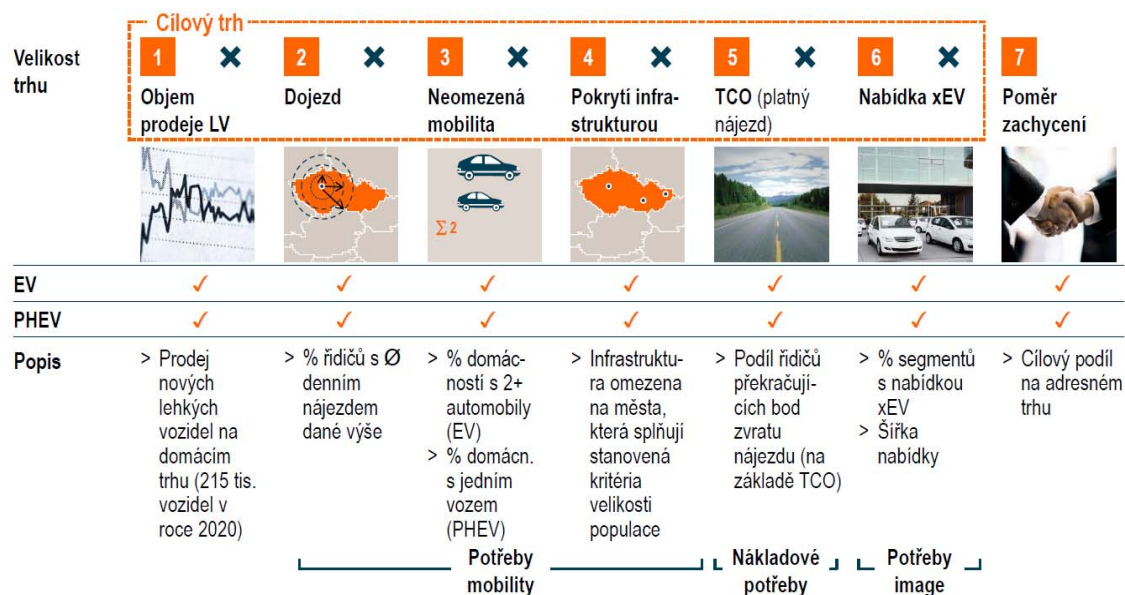 Cílový trh
Velikost
trhu
1
Objem
prodeje LV
2
Dojezd
3
Neomezená
mobilita
4
Pokrytí infra-
strukturou
5
TCO (platný
nájezd)
6
Nabídka xEV
7
Poměr
zachycení
Σ 2
EV ✓ ✓ ✓ ✓ ✓ ✓ ✓
PHEV ✓ ✓ ✓ ✓ ✓ ✓ ✓
Popis
> Prodej
nových
lehkých
vozidel na
domácím
trhu (215 tis.
vozidel v
roce 2020)
> % řidičů s Ø
denním
nájezdem
dané výše
> % domác-
ností s 2+
automobily
(EV)
> % domácn.
s jedním
vozem
(PHEV)
> Infrastruktu-
ra omezena
na města,
která splňují
stanovená
kritéria
velikosti
populace
> Podíl řidičů
překračují-
cích bod
zvratu
nájezdu (na
základě TCO)
> % segmentů
s nabídkou
xEV
> Šířka
nabídky
> Cílový podíl
na adresném
trhu
Potřeby
mobility
Nákladové
potřeby
Potřeby
image